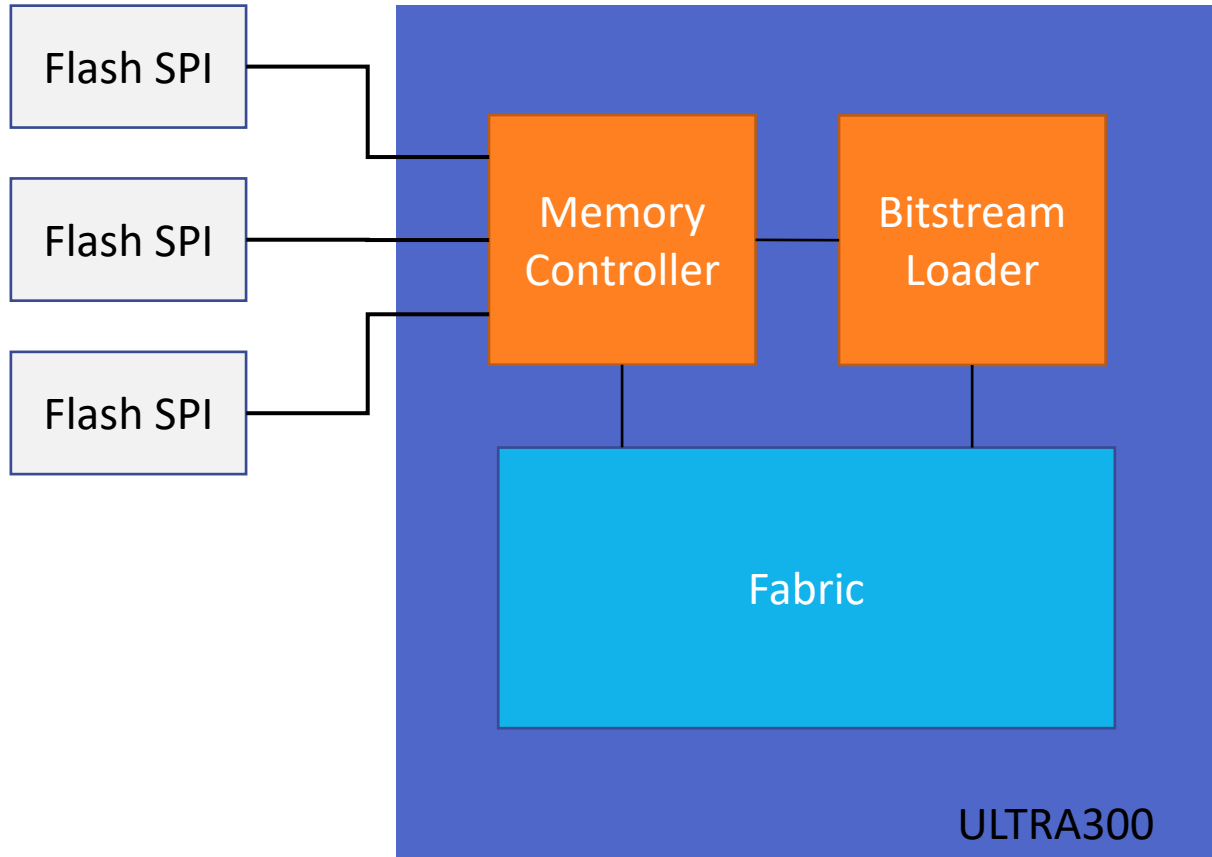 Flash SPI
Flash SPI
Flash SPI
Memory
Controller
Bitstream
Loader
Fabric
ULTRA300